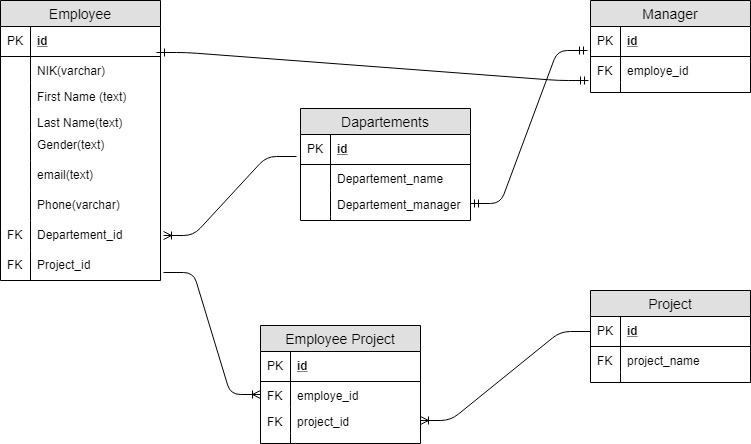 Employee
PK id
NIK(varchar)
First Name (text)
Last Name(text)
Gender(text)
email(text)
Phone(varchar)
FK Departement_id
FK Project_id
Manager
PK id
FK employe_id
Dapartements
PK id
Departement_name
Departement_manager
Employee Project
PK id
FK employe_id
FK project_id
Project
PK id
FK project_name